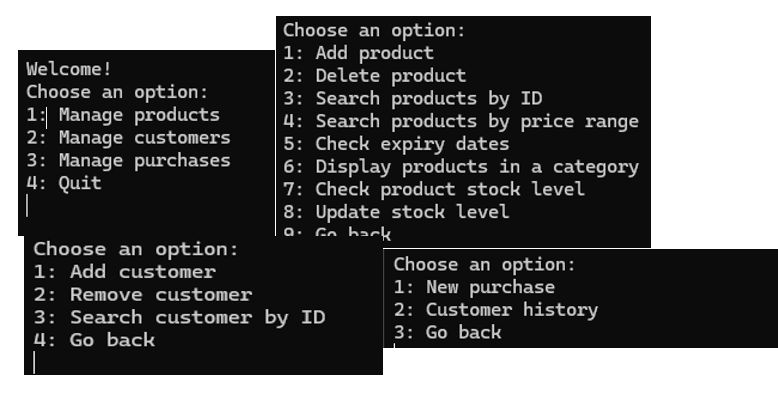 Welcome!
Choose an option:
1: Manage products
2: Manage customers
3: Manage purchases
4: Quit
Choose an option:
1: Add product
2: Delete product
3: Search products by ID
4: Search products by price range
5: Check expiry dates
6: Display products in a category
7: Check product stock level
8: Update stock level
9: Go back
Choose an option:
1: Add customer
2: Remove customer
3: Search customer by ID
4: Go back
Choose an option:
1: New purchase
2: Customer history
3: Go back